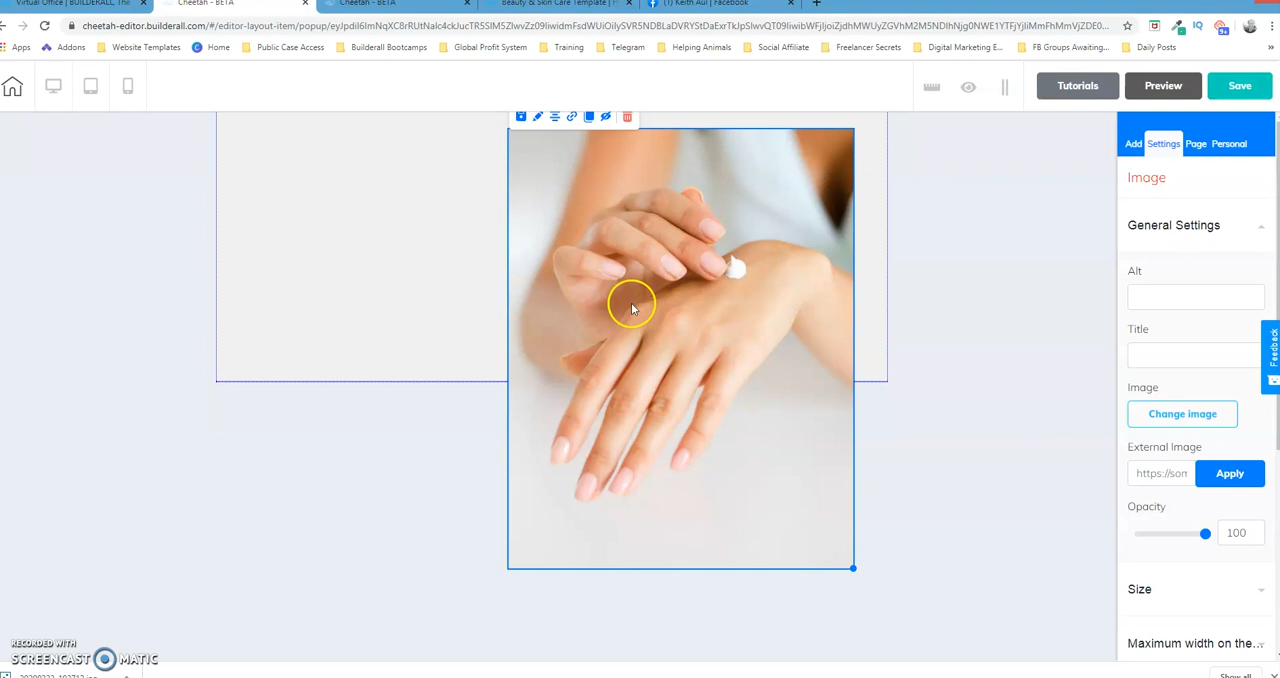 Virtual Office | BUILDERALL The
Cheetah - BETA
Cheetah - BETA
Beauty & Skin Care Template | F
(1) Keith Aul | Facebook
cheetah-editor.builderall.com/#/editor-layout-item/popup/
Apps
Addons
Website Templates
Home
Public Case Access
Builderall Bootcamps
Global Profit System
Training
Telegram
Helping Animals
Social Affiliate
Freelancer Secrets
Digital Marketing E...
FB Groups Awaiting...
Daily Posts
»
Tutorials
Preview
Save
Add
Settings
Page
Personal
Image
General Settings
Alt
Title
Image
Change image
External Image
https://som
Apply
Opacity
100
Size
Maximum width on the...
Feedback
RECORDED WITH
SCREENCAST MATIC
Show all